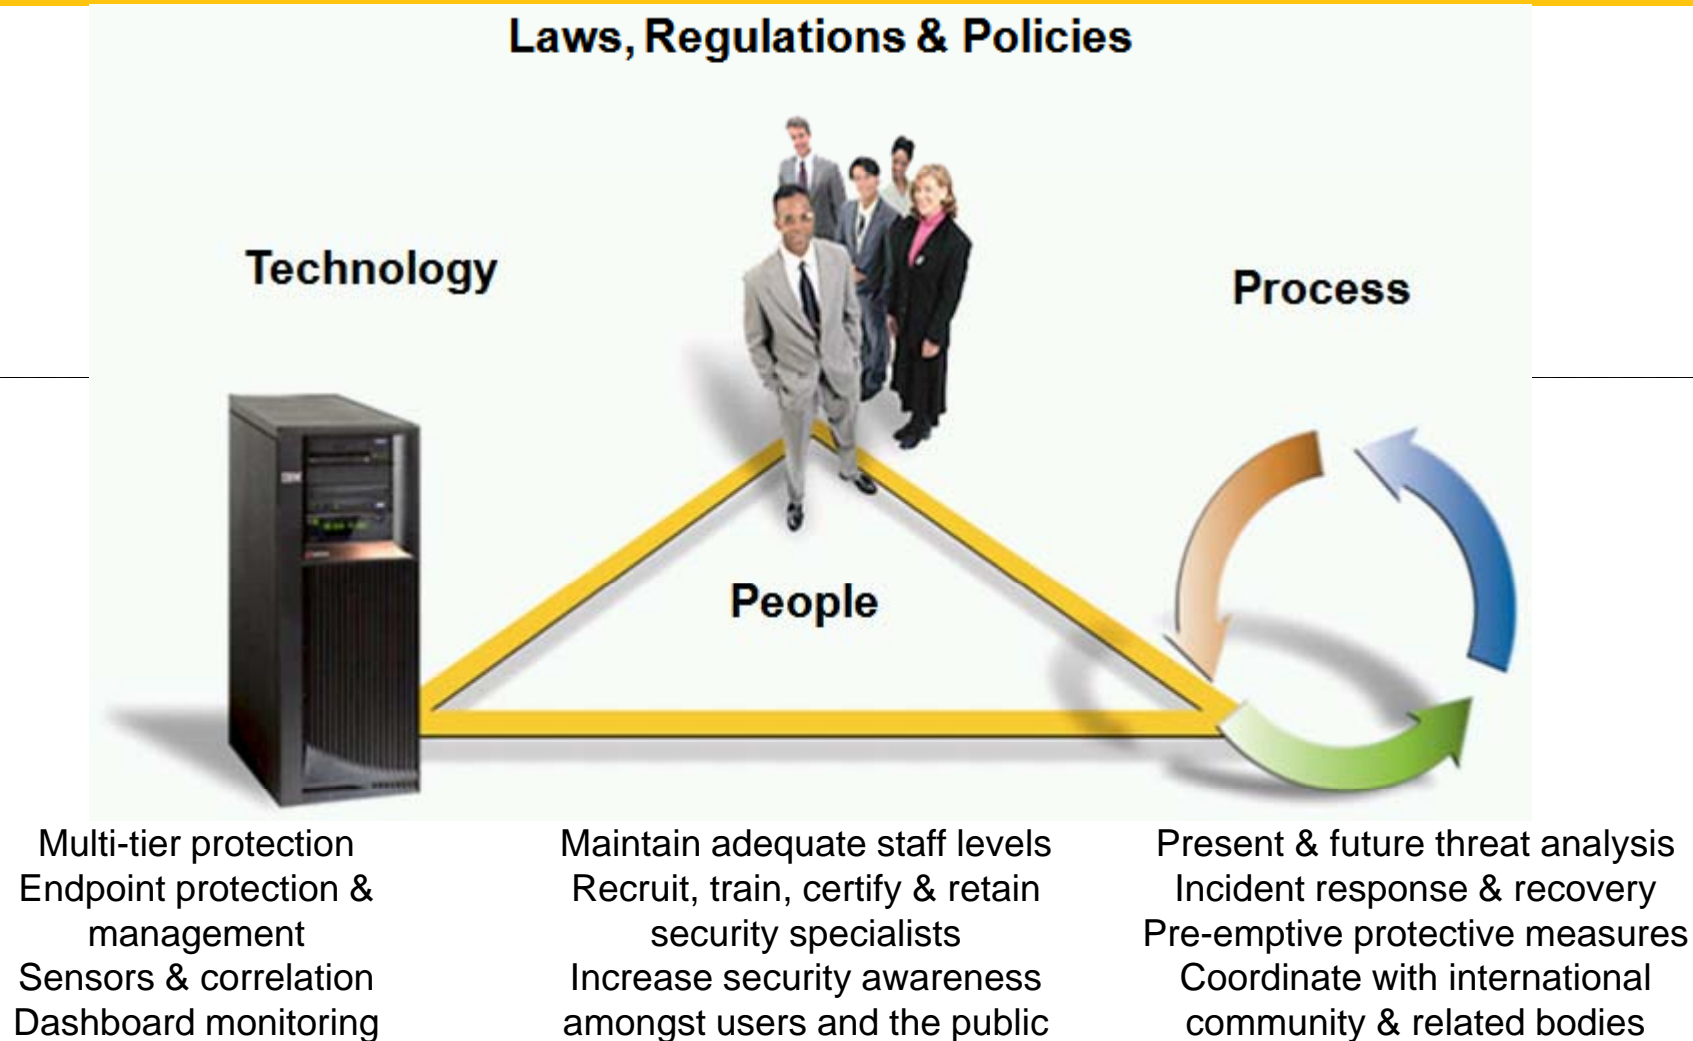 Laws, Regulations & Policies
Technology
Process
IBM
People
Multi-tier protection
Endpoint protection &
management
Sensors & correlation
Dashboard monitoring
Maintain adequate staff levels
Recruit, train, certify & retain
security specialists
Increase security awareness
amongst users and the public
Present & future threat analysis
Incident response & recovery
Pre-emptive protective measures
Coordinate with international
community & related bodies